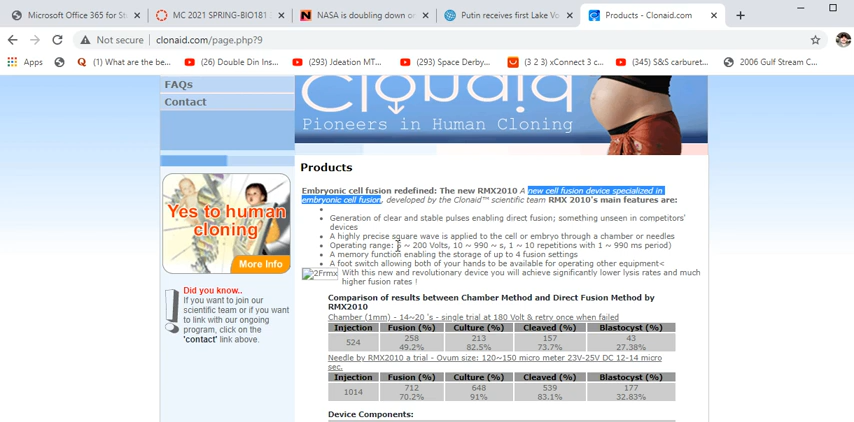 Microsoft Office 365 for St
MC 2021 SPRING-BIO181
NASA is doubling down o
Putin receives first Lake Vo
Products - Clonaid.com
Not secure
clonaid.com/page.php?9
Apps
(1) What are the be...
(26) Double Din Ins...
(293) JDeation MT...
(293) Space Derby...
(3 2 3) xConnect 3 c...
(345) S&S carburet...
2006 Gulf Stream C...
FAQs
Contact
Clonaid
Pioneers in Human Cloning
Products
Embryonic cell fusion redefined: The new RMX2010 A new cell fusion device specialized in
embryonic cell fusion, developed by the Clonaid™ scientific team RMX 2010's main features are:
Generation of clear and stable pulses enabling direct fusion; something unseen in competitors'
devices
A highly precise square wave is applied to the cell or embryo through a chamber or needles
Operating range: 5 ~ 200 Volts, 10 ~ 990 ~ s, 1 ~ 10 repetitions with 1 ~ 990 ms period)
A memory function enabling the storage of up to 4 fusion settings
A foot switch allowing both of your hands to be available for operating other equipment<
2Frmx
With this new and revolutionary device you will achieve significantly lower lysis rates and much
higher fusion rates !
Yes to human
cloning
More Info
Did you know..
If you want to join our
scientific team or if you want
to link with our ongoing
program, click on the
'contact' link above.
Comparison of results between Chamber Method and Direct Fusion Method by
RMX2010
Chamber (1mm) - 14~20 's - single trial at 180 Volt & retry once when failed
Injection Fusion (%) Culture (%) Cleaved (%) Blastocyst (%)
524 258 213 157 43
49.2% 82.5% 73.7% 27.38%
Needle by RMX2010 a trial - Ovum size: 120~150 micro meter 23V-25V DC 12-14 micro
sec.
Injection Fusion (%) Culture (%) Cleaved (%) Blastocyst (%)
1014 712 648 539 177
70.2% 91% 83.1% 32.83%
Device Components: